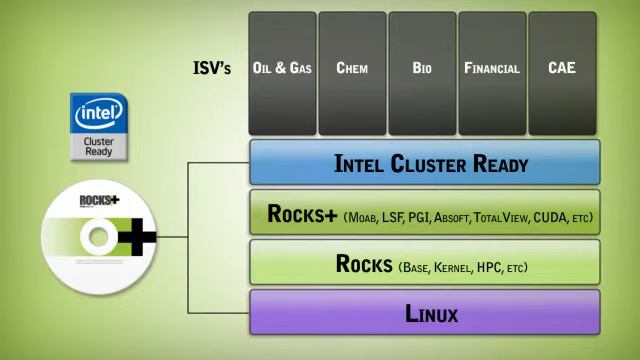 ISV's
OIL & GAS
CHEM
BIO
FINANCIAL
CAE
intel
Cluster
Ready
INTEL CLUSTER READY
ROCKS+
ROCKS+ (MOAB, LSF, PGI, ABSOFT, TOTALVIEW, CUDA, ETC)
ROCKS (BASE, KERNEL, HPC, ETC)
LINUX